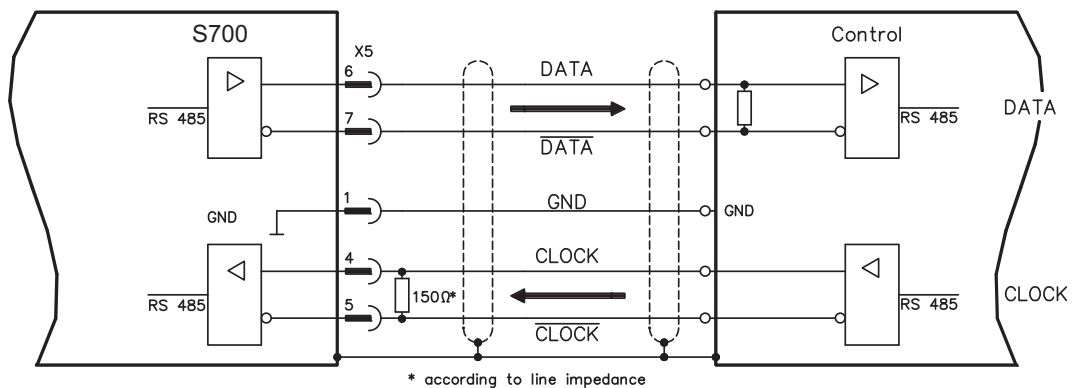 S700
Control
X5
6
DATA
RS 485
RS 485
DATA
7
DATA
1
GND
GND
GND
4
CLOCK
RS 485
150Ω*
RS 485
CLOCK
5
CLOCK
* according to line impedance